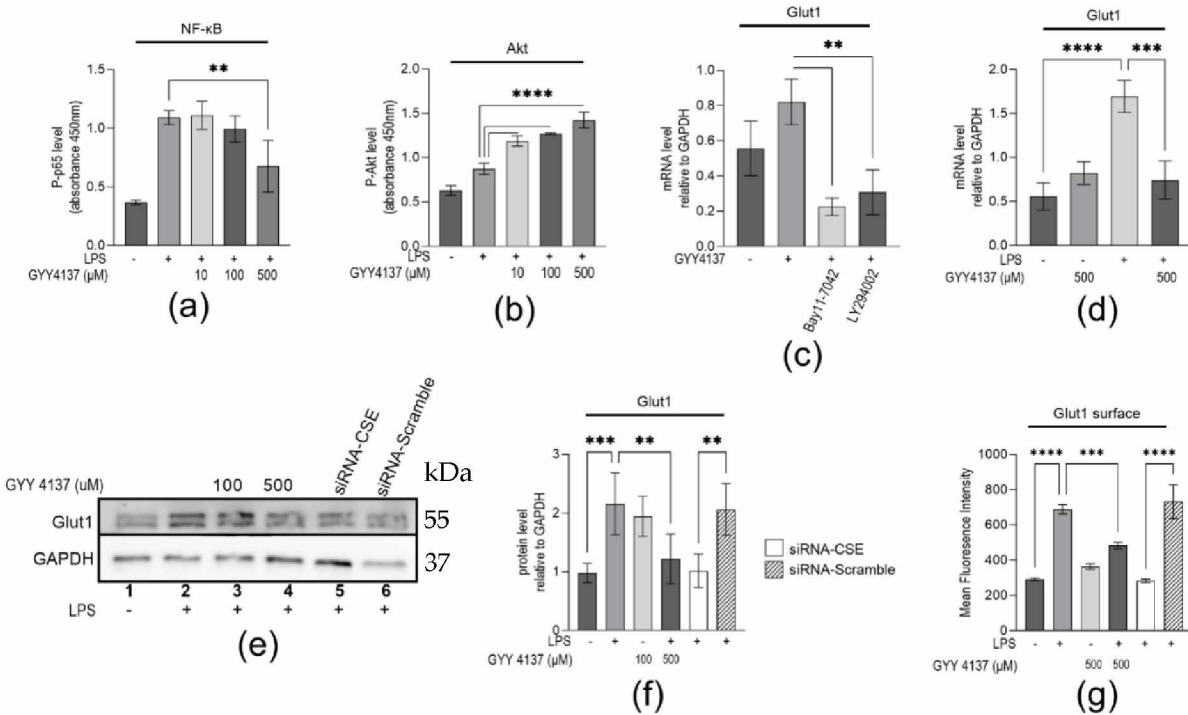 NF-κB
**
1.5
1.0
0.5
0.0
P-p65 level
(absorbance 450nm)
LPS - + + + +
GYY4137 (µM) 10 100 500
(a)
Akt
****
2.0
1.5
1.0
0.5
0.0
P-Akt level
(absorbance 450nm)
LPS - + + + +
GYY4137 (µM) 10 100 500
(b)
Glut1
**
1.0
0.8
0.6
0.4
0.2
0.0
mRNA level
relative to GAPDH
GYY4137 - + + +
Bay11-7042
LY294002
(c)
Glut1
**** ***
2.0
1.5
1.0
0.5
0.0
mRNA level
relative to GAPDH
LPS - - + +
GYY4137 (µM) 500 500
(d)
siRNA-CSE
siRNA-Scramble
GYY 4137 (uM) 100 500 kDa
Glut1 55
GAPDH 37
1 2 3 4 5 6
LPS - + + + + +
(e)
Glut1
*** ** **
3
2
1
0
protein level
relative to GAPDH
siRNA-CSE
siRNA-Scramble
LPS - + - + + +
GYY 4137 (µM) 100 500
(f)
Glut1 surface
**** *** ****
1000
800
600
400
200
0
Mean Fluoresence Intensity
LPS - + - + + +
GYY 4137 (µM) 500 500
(g)